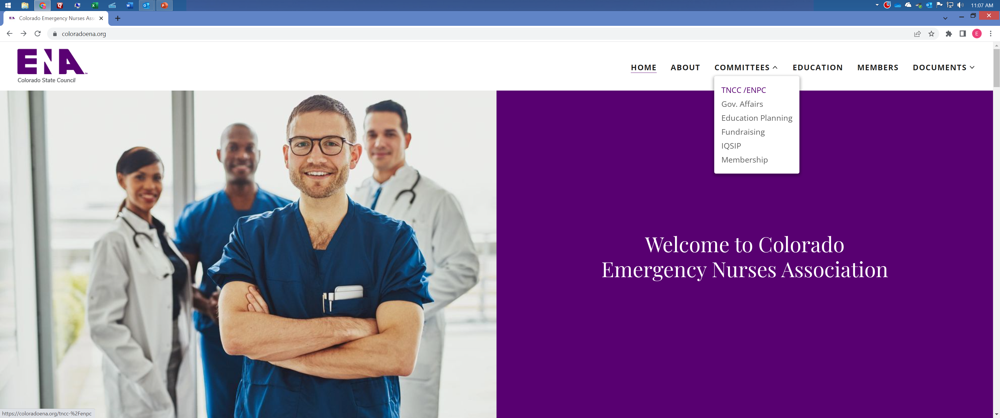 11:07 AM
Colorado Emergency Nurses Ass
coloradoena.org
E
ENA
Colorado State Council
HOME ABOUT COMMITTEES EDUCATION MEMBERS DOCUMENTS
TNCC /ENPC
Gov. Affairs
Education Planning
Fundraising
IQSIP
Membership
Welcome to Colorado
Emergency Nurses Association
https://coloradoena.org/tncc-%2Fenpc